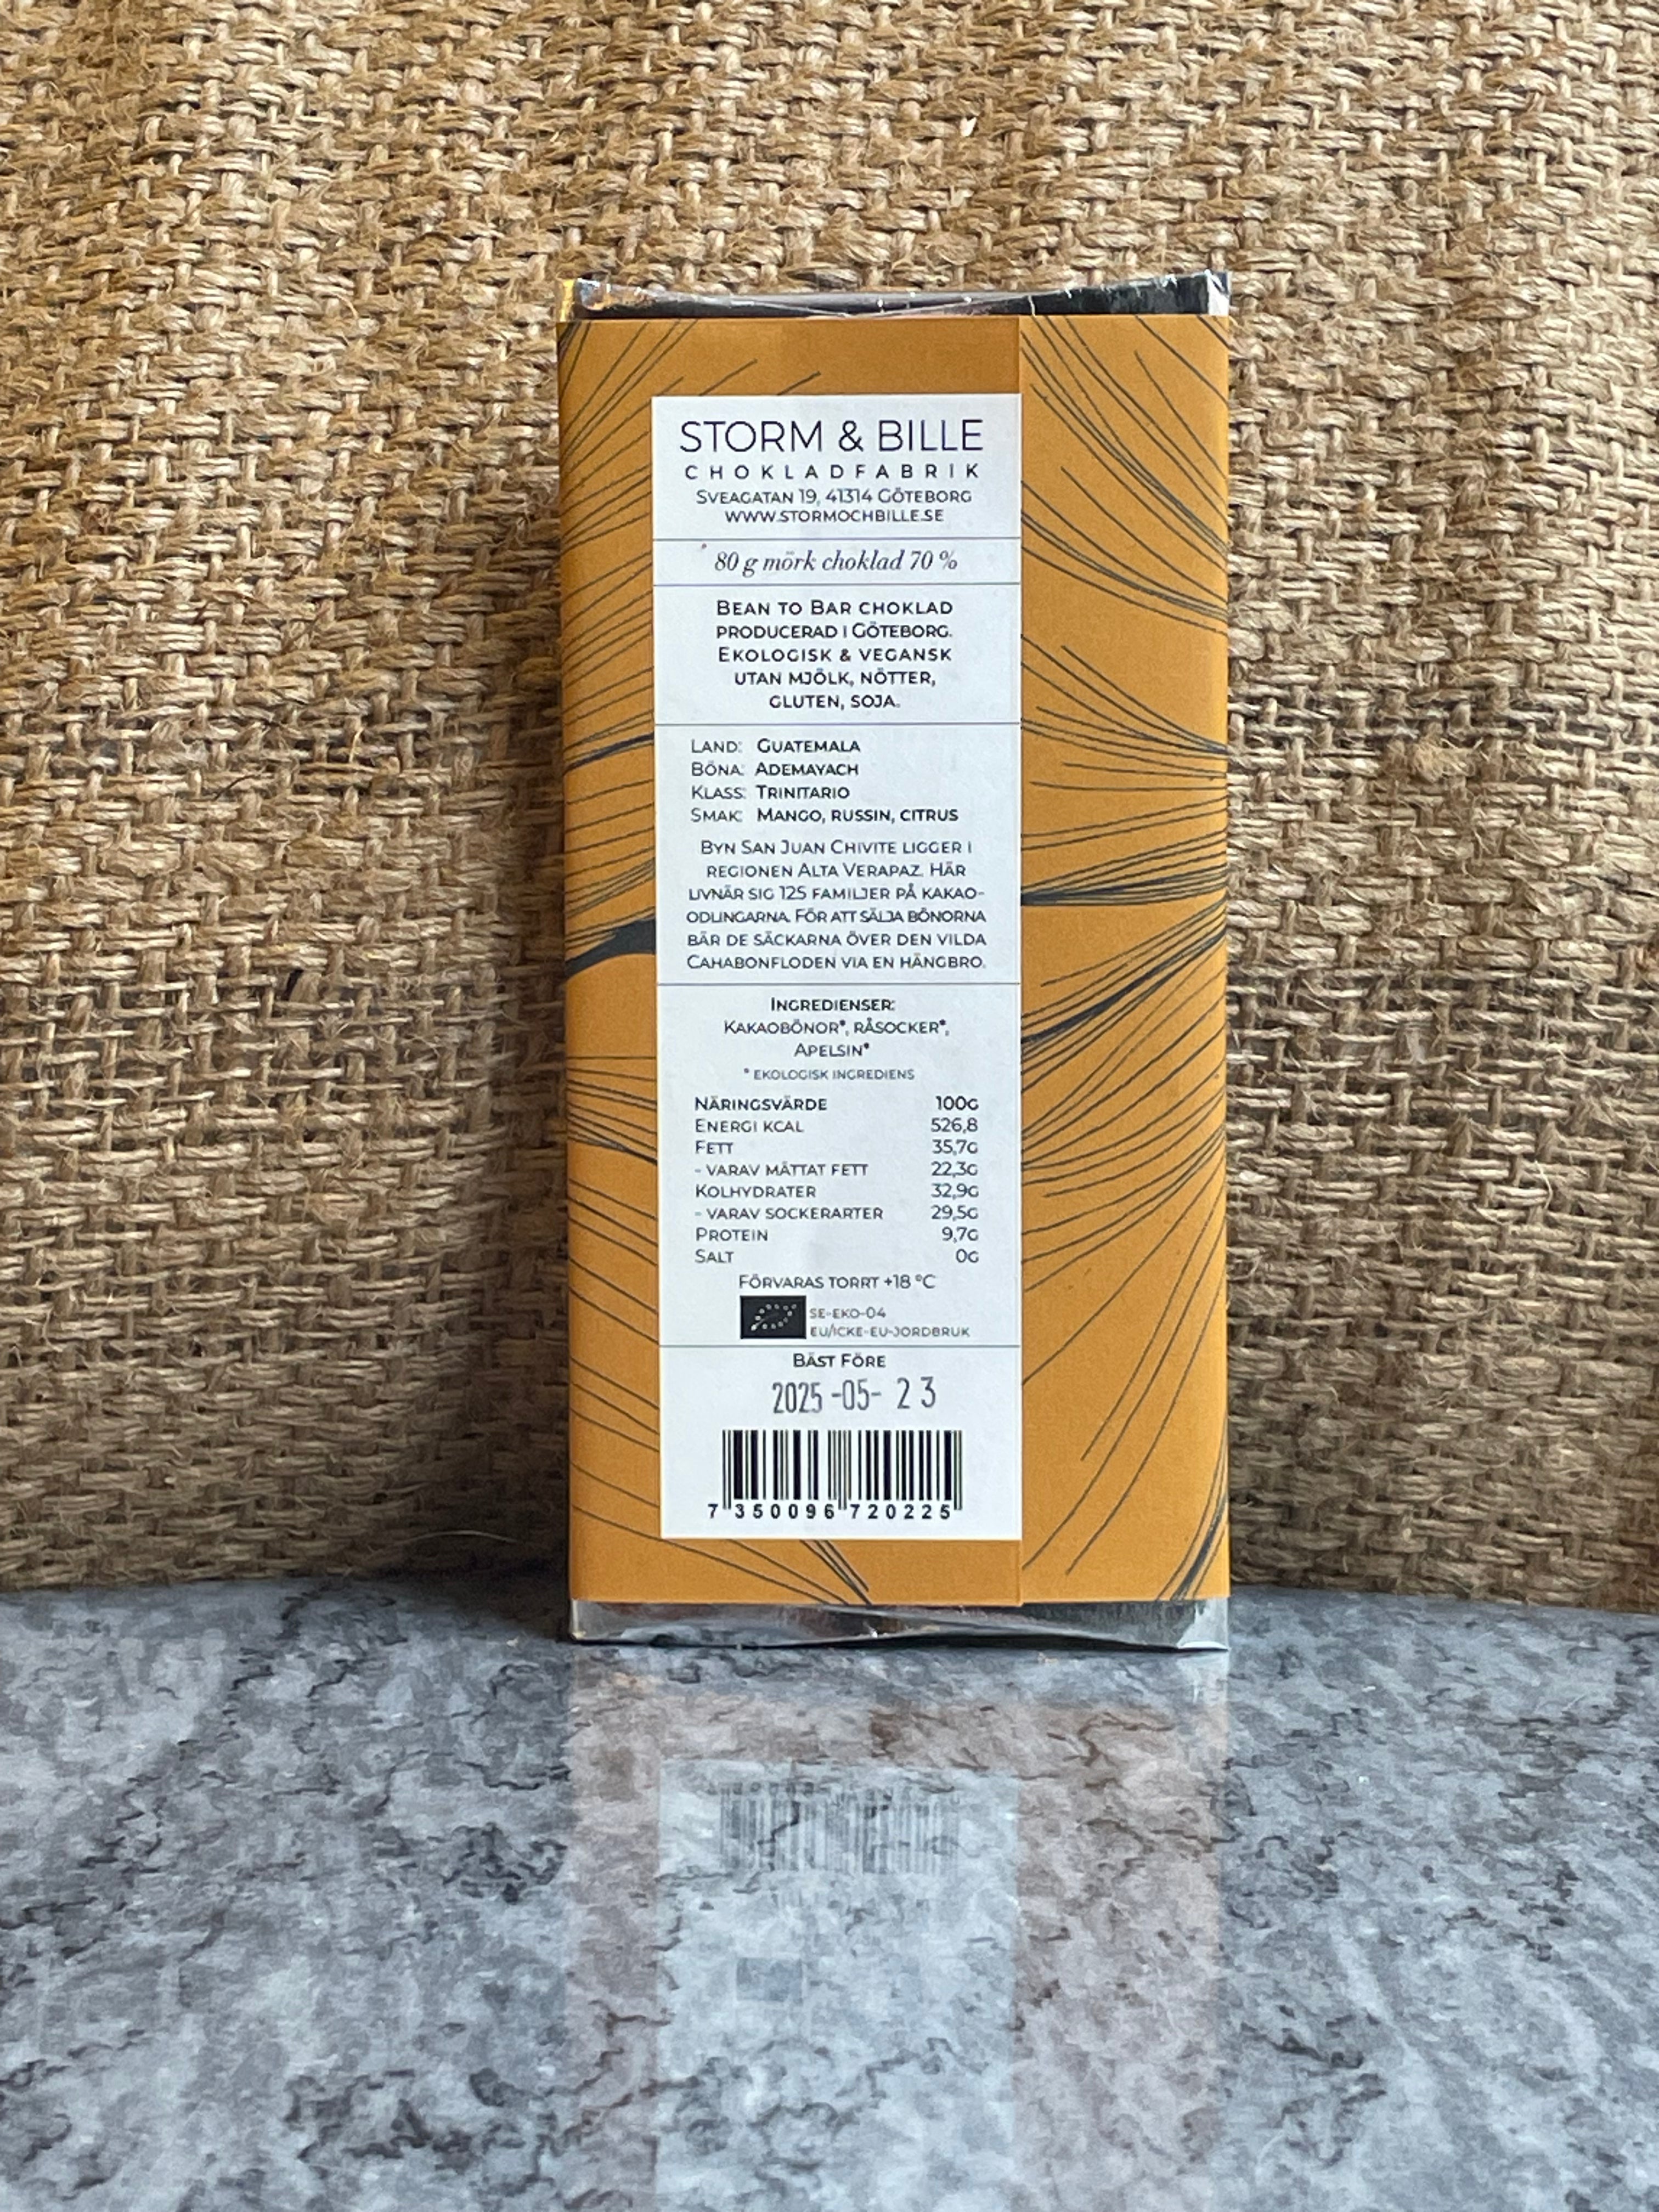 STORM & BILLE
CHOKLADFABRIK
SVEAGATAN 19, 41314 GÖTEBORG
WWW.STORMOCHBILLE.SE
80 g mörk choklad 70 %
BEAN TO BAR CHOKLAD
PRODUCERAD I GÖTEBORG.
EKOLOGISK & VEGANSK
UTAN MJÖLK, NÖTTER,
GLUTEN, SOJA.
LAND: GUATEMALA
BÖNA: ADEMAYACH
KLASS: TRINITARIO
SMAK: MANGO, RUSSIN, CITRUS
BYN SAN JUAN CHIVITE LIGGER I
REGIONEN ALTA VERAPAZ. HÄR
LIVNÄR SIG 125 FAMILJER PÅ KAKAO-
ODLINGARNA. FÖR ATT SÄLJA BÖNORNA
BÄR DE SÄCKARNA ÖVER DEN VILDA
CAHABONFLODEN VIA EN HÄNGBRO.
INGREDIENSER:
KAKAOBÖNOR*, RÅSOCKER*,
APELSIN*
* EKOLOGISK INGREDIENS
NÄRINGSVÄRDE 100G
ENERGI KCAL 526,8
FETT 35,7G
- VARAV MÄTTAT FETT 22,3G
KOLHYDRATER 32,9G
- VARAV SOCKERARTER 29,5G
PROTEIN 9,7G
SALT 0G
FÖRVARAS TORRT +18 °C
SE-EKO-04
EU/ICKE-EU-JORDBRUK
BÄST FÖRE
2025-05-23
7 350096 720225